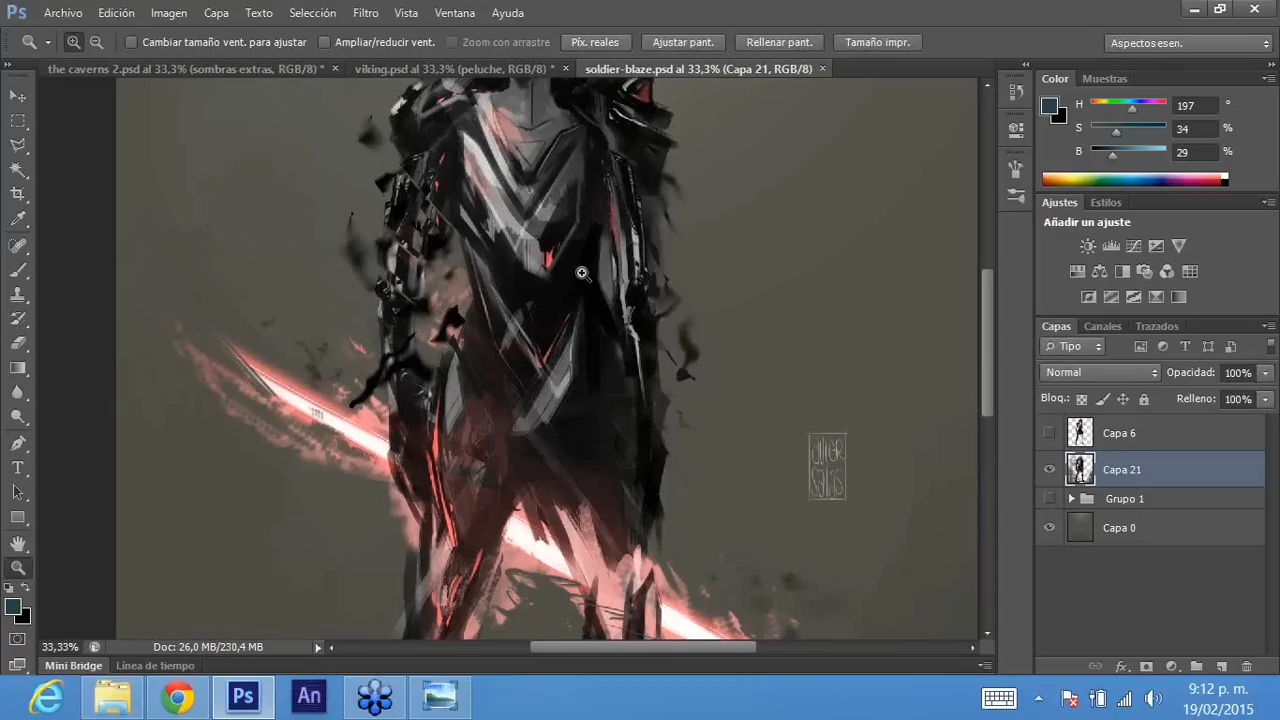 Ps Archivo Edición Imagen Capa Texto Selección Filtro Vista Ventana Ayuda
Cambiar tamaño vent. para ajustar Ampliar/reducir vent. Zoom con arrastre Píx. reales Ajustar pant. Rellenar pant. Tamaño impr. Aspectos esen.
the caverns 2.psd al 33,3% (sombras extras, RGB/8) * × viking.psd al 33,3% (peluche, RGB/8) * × soldier-blaze.psd al 33,3% (Capa 21, RGB/8) ×
Color Muestras
H 197 °
S 34 %
B 29 %
Ajustes Estilos
Añadir un ajuste
Capas Canales Trazados
Tipo
Normal Opacidad: 100%
Bloq.: Relleno: 100%
Capa 6
Capa 21
Grupo 1
Capa 0
33,33% Doc: 26,0 MB/230,4 MB
Mini Bridge Línea de tiempo
Ps An
9:12 p. m.
19/02/2015